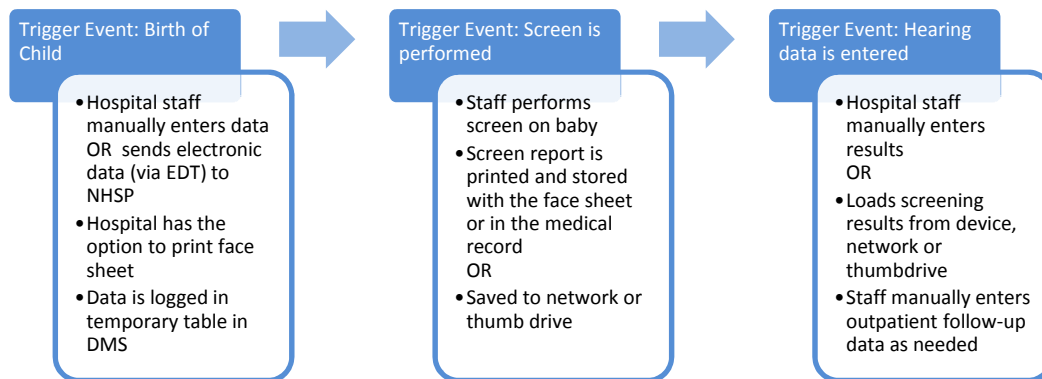 Trigger Event: Birth of
Child
•Hospital staff
manually enters data
OR sends electronic
data (via EDT) to
NHSP
•Hospital has the
option to print face
sheet
•Data is logged in
temporary table in
DMS
Trigger Event: Screen is
performed
•Staff performs
screen on baby
•Screen report is
printed and stored
with the face sheet
or in the medical
record
OR
•Saved to network or
thumb drive
Trigger Event: Hearing
data is entered
•Hospital staff
manually enters
results
OR
•Loads screening
results from device,
network or
thumbdrive
•Staff manually enters
outpatient follow-up
data as needed